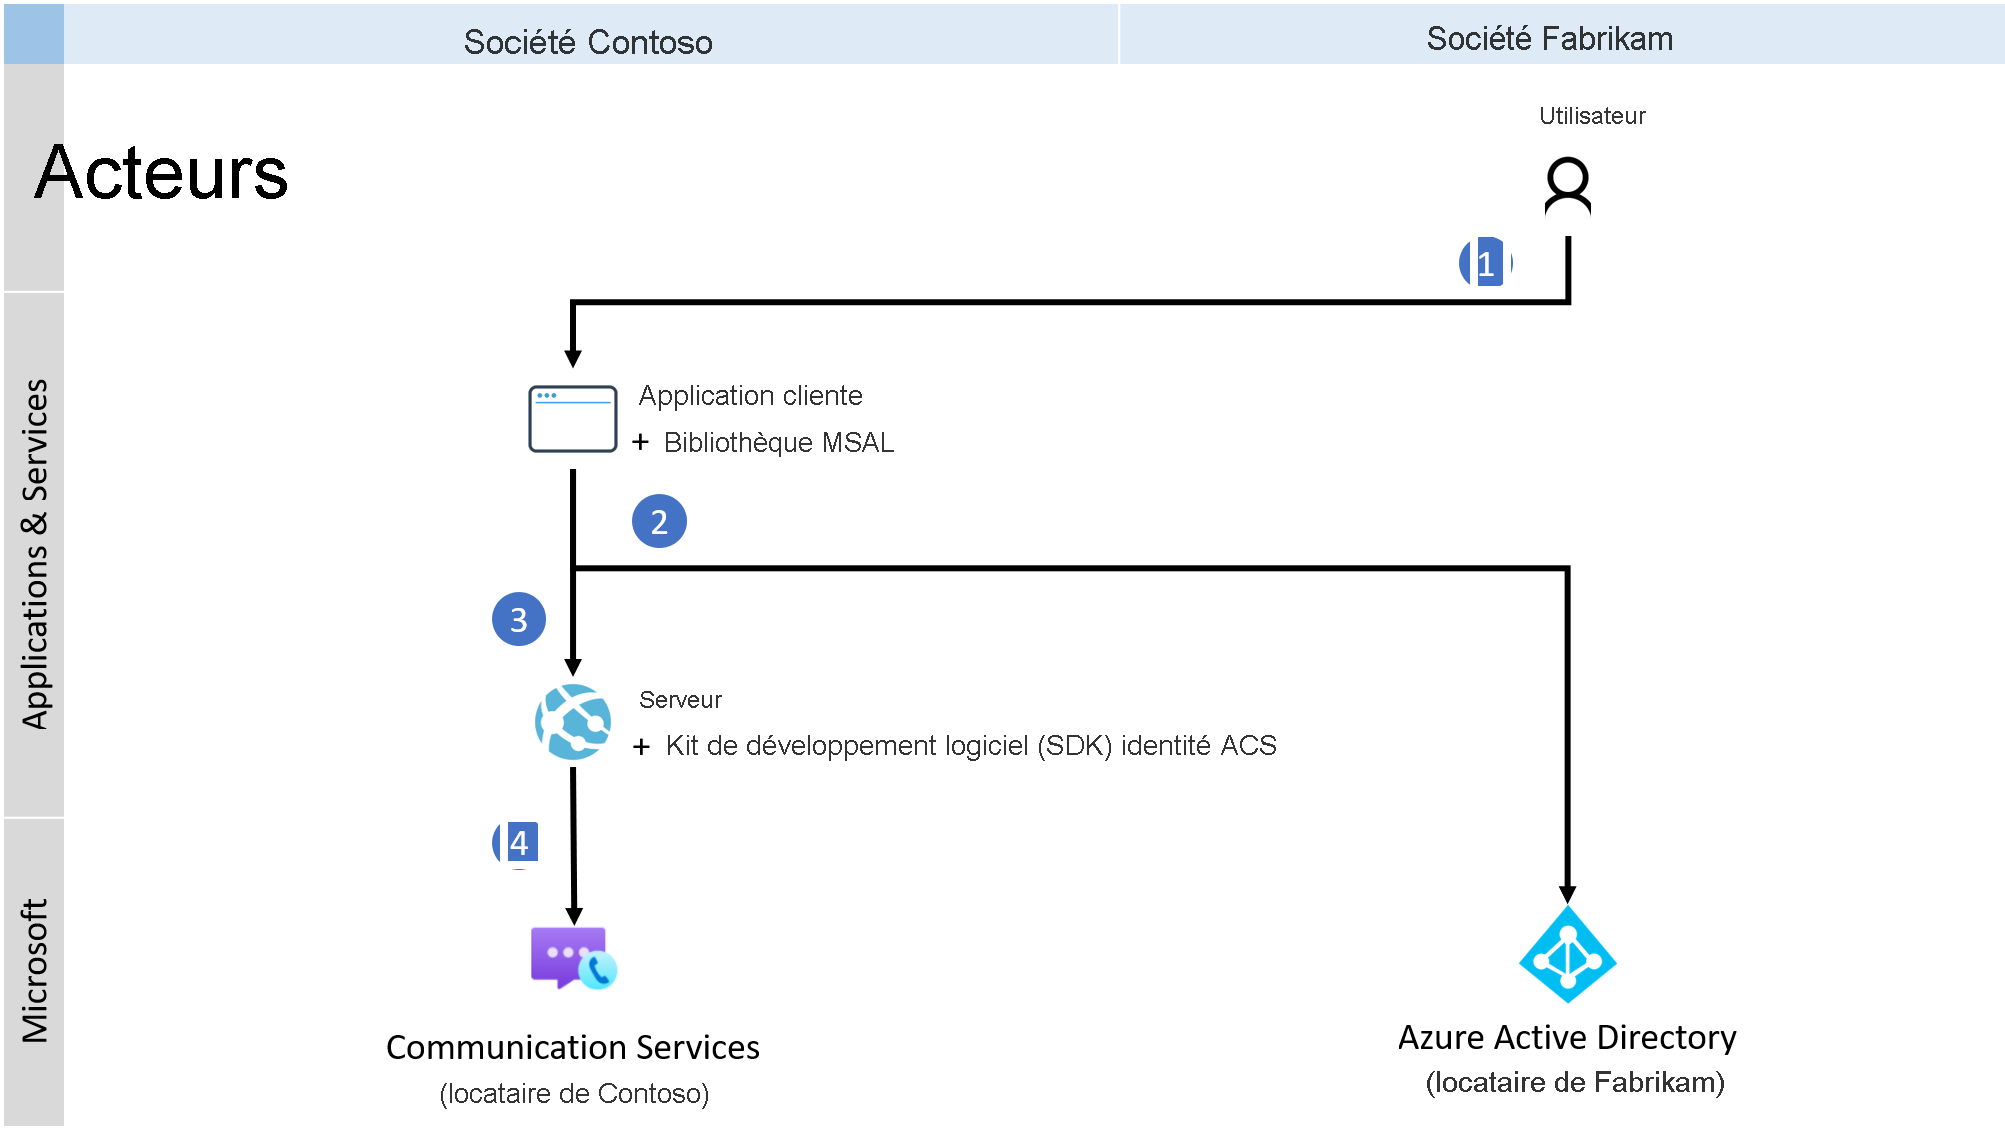 Société Contoso
Société Fabrikam
Acteurs
Utilisateur
1
Applications & Services
Application cliente
+ Bibliothèque MSAL
2
3
Serveur
+ Kit de développement logiciel (SDK) identité ACS
4
Microsoft
Communication Services
(locataire de Contoso)
Azure Active Directory
(locataire de Fabrikam)